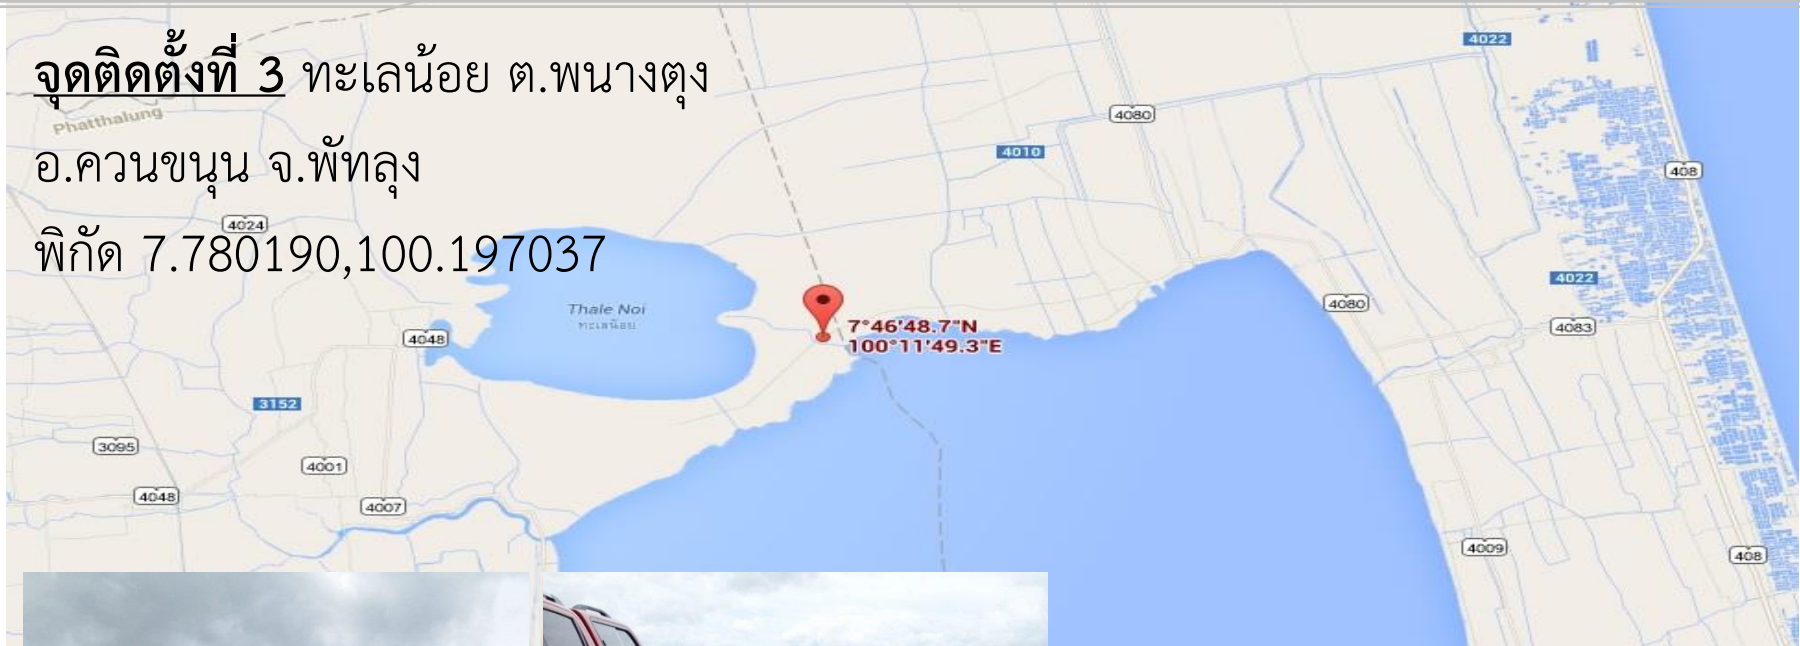 จุดติดตั้งที่ 3 ทะเลน้อย ต.พนางตุง
Phatthalung
อ.ควนขนุน จ.พัทลุง
พิกัด 7.780190,100.197037
4022
4080
4010
408
4024
4022
Thale Noi
ทะเลน้อย
7°46'48.7"N
100°11'49.3"E
4080
4083
4048
3152
3095
4001
4048
4007
4009
408